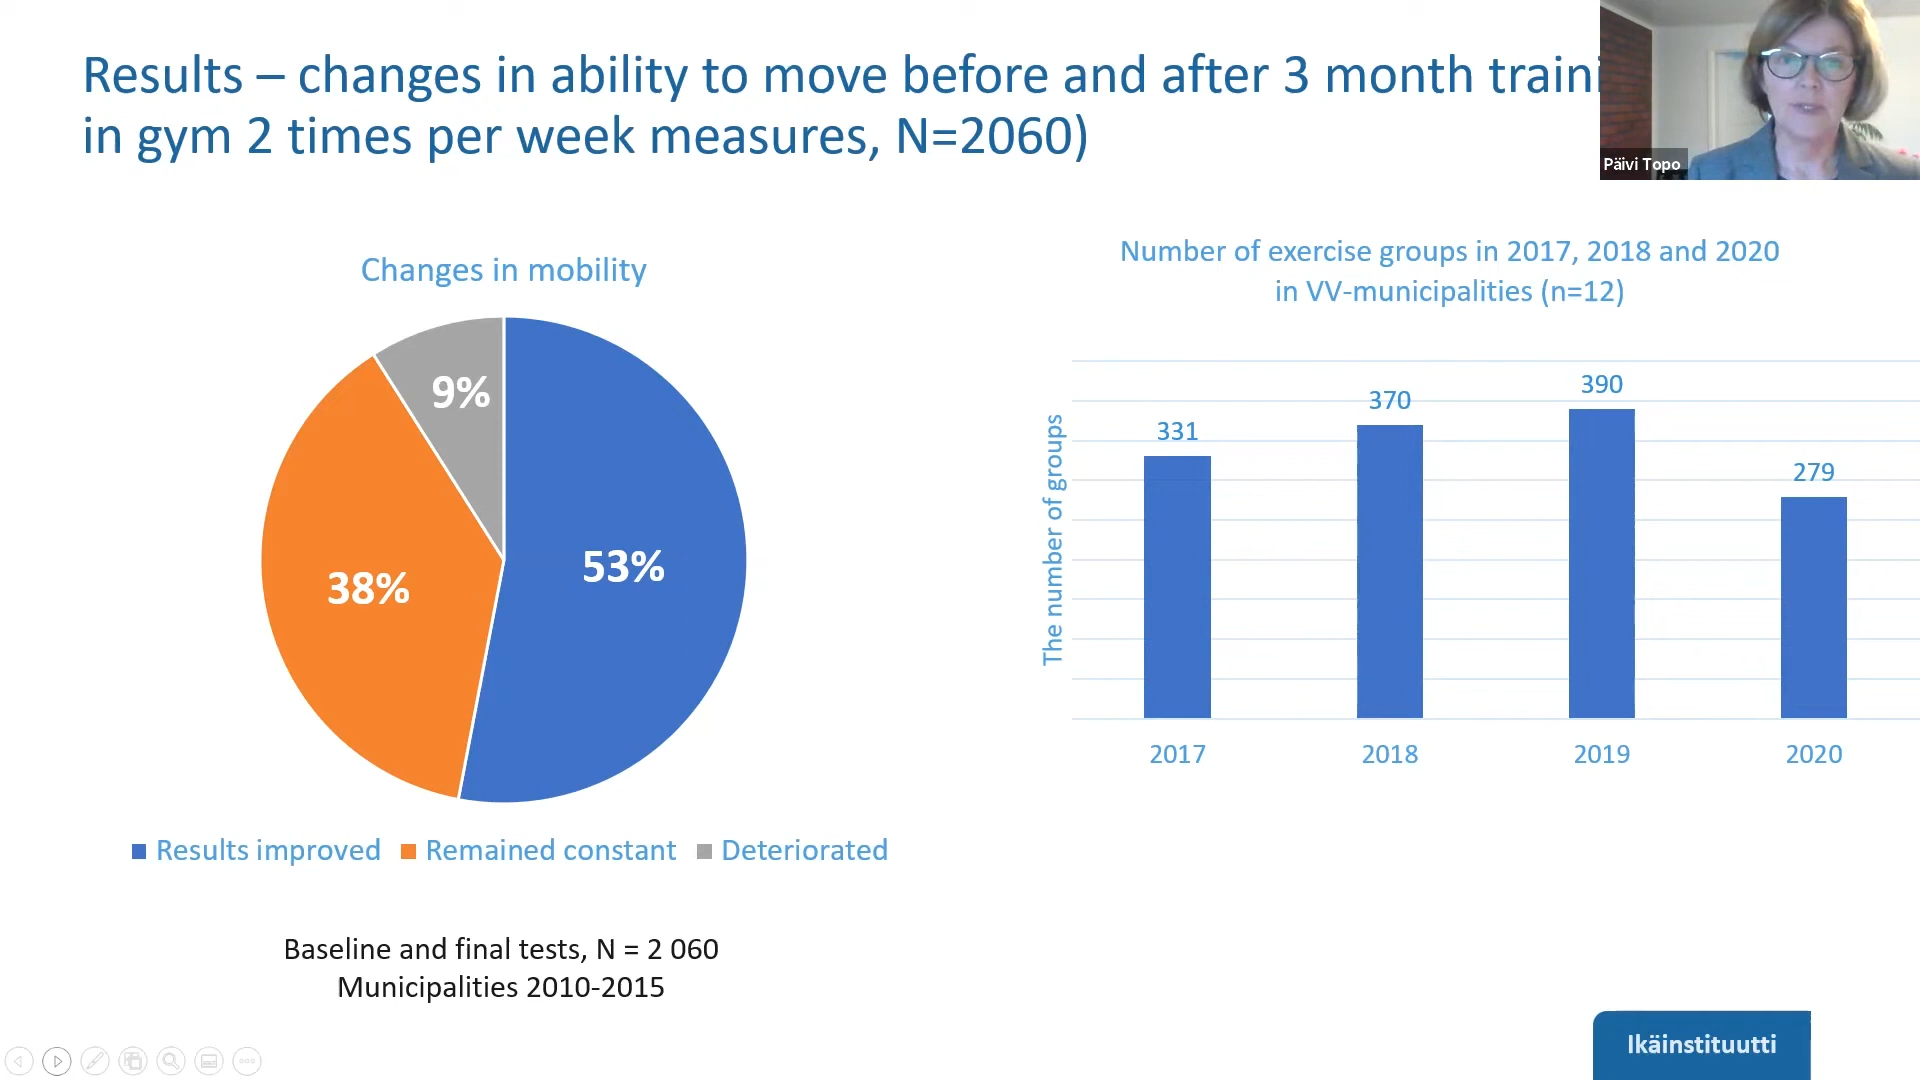 Results – changes in ability to move before and after 3 month traini
in gym 2 times per week measures, N=2060)
Päivi Topo
Changes in mobility
9%
38%
53%
Results improved Remained constant Deteriorated
Baseline and final tests, N = 2 060
Municipalities 2010-2015
Number of exercise groups in 2017, 2018 and 2020
in VV-municipalities (n=12)
The number of groups
331
370
390
279
2017 2018 2019 2020
Ikäinstituutti